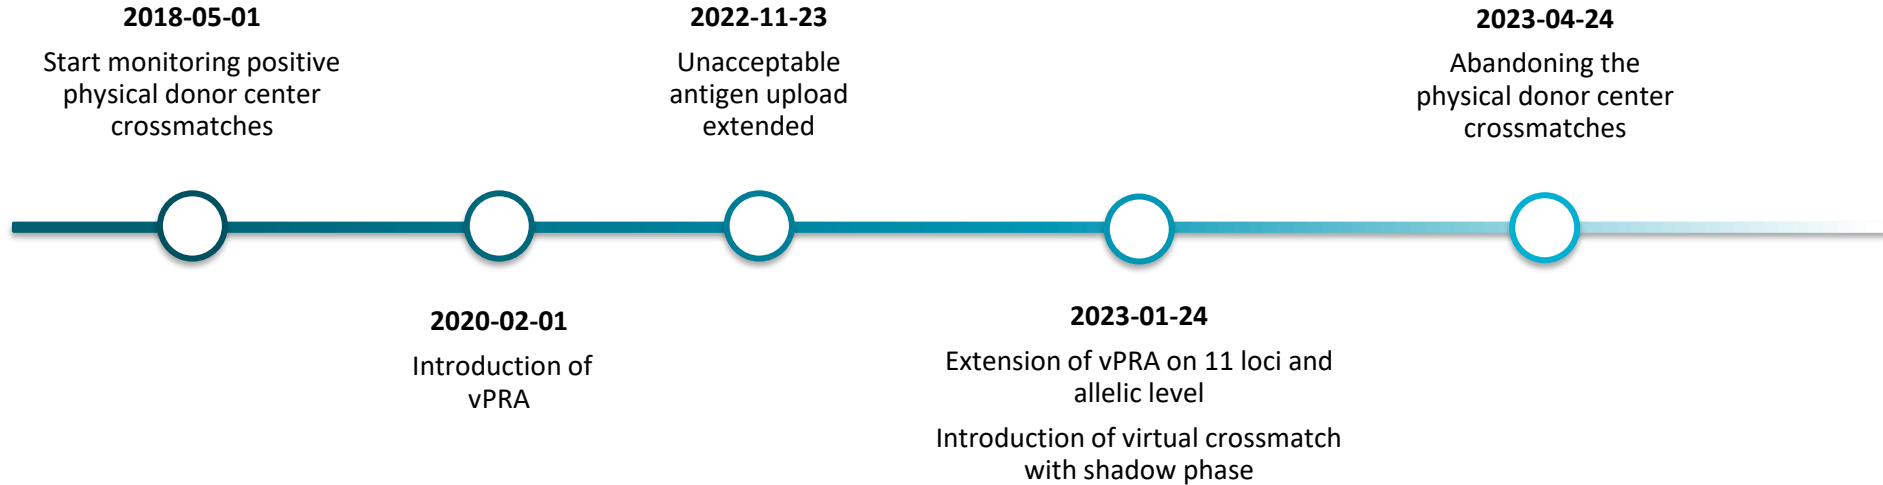 2018-05-01
Start monitoring positive
physical donor center
crossmatches
2020-02-01
Introduction of
vPRA
2022-11-23
Unacceptable
antigen upload
extended
2023-01-24
Extension of vPRA on 11 loci and
allelic level
Introduction of virtual crossmatch
with shadow phase
2023-04-24
Abandoning the
physical donor center
crossmatches